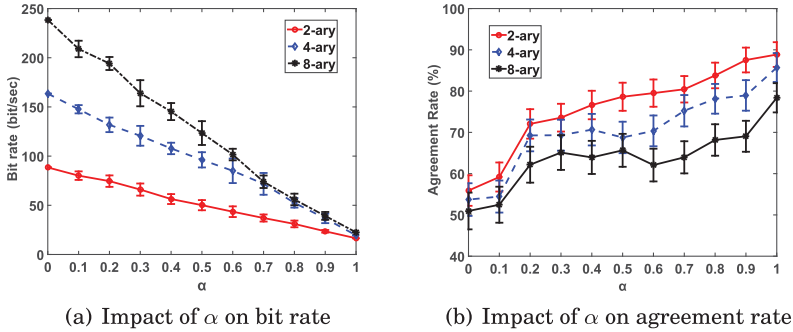 250
200
150
100
50
0
Bit rate (bit/sec)
2-ary
4-ary
8-ary
0 0.1 0.2 0.3 0.4 0.5 0.6 0.7 0.8 0.9 1
α
(a) Impact of α on bit rate
100
90
80
70
60
50
40
Agreement Rate (%)
2-ary
4-ary
8-ary
0 0.1 0.2 0.3 0.4 0.5 0.6 0.7 0.8 0.9 1
α
(b) Impact of α on agreement rate